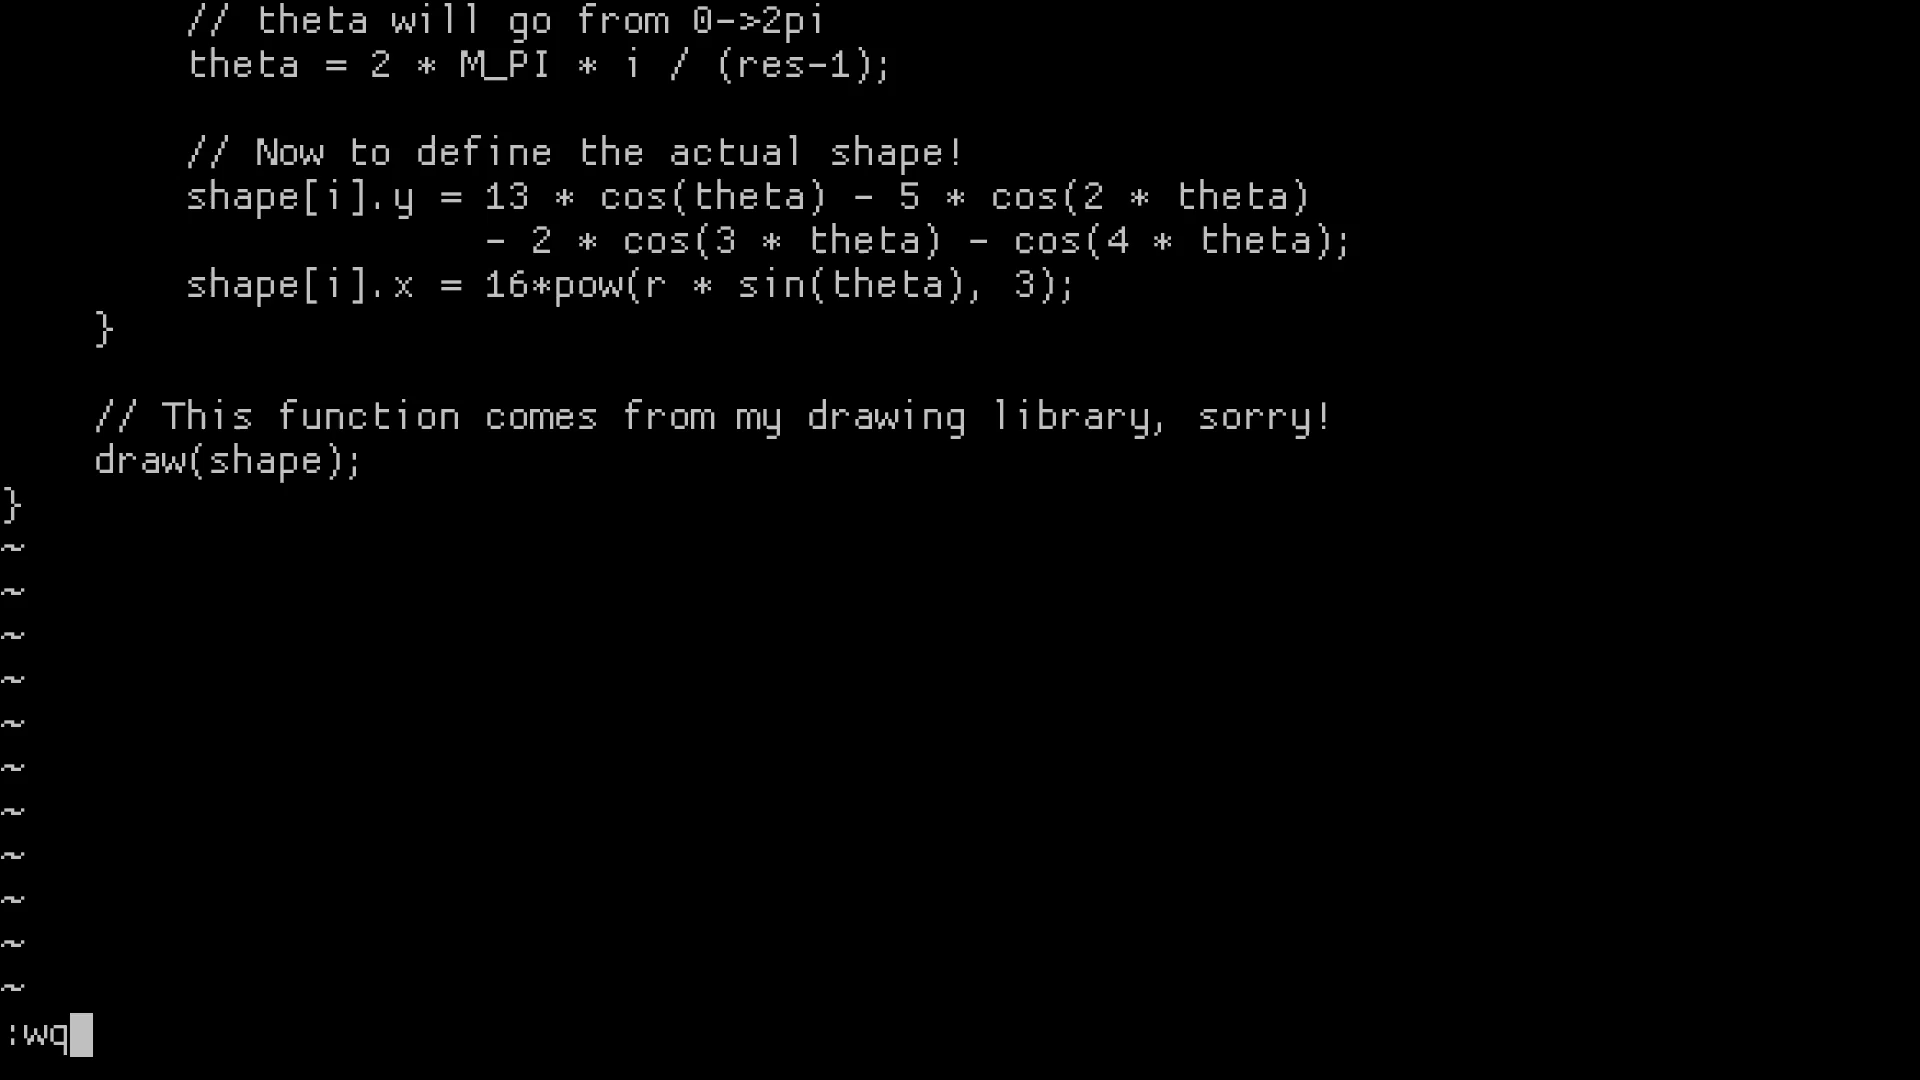 // theta will go from 0->2pi
theta = 2 * M_PI * i / (res-1);
// Now to define the actual shape!
shape[i].y = 13 * cos(theta) - 5 * cos(2 * theta)
- 2 * cos(3 * theta) - cos(4 * theta);
shape[i].x = 16*pow(r * sin(theta), 3);
}
// This function comes from my drawing library, sorry!
draw(shape);
}
~
~
~
~
~
~
~
~
~
~
~
:wq